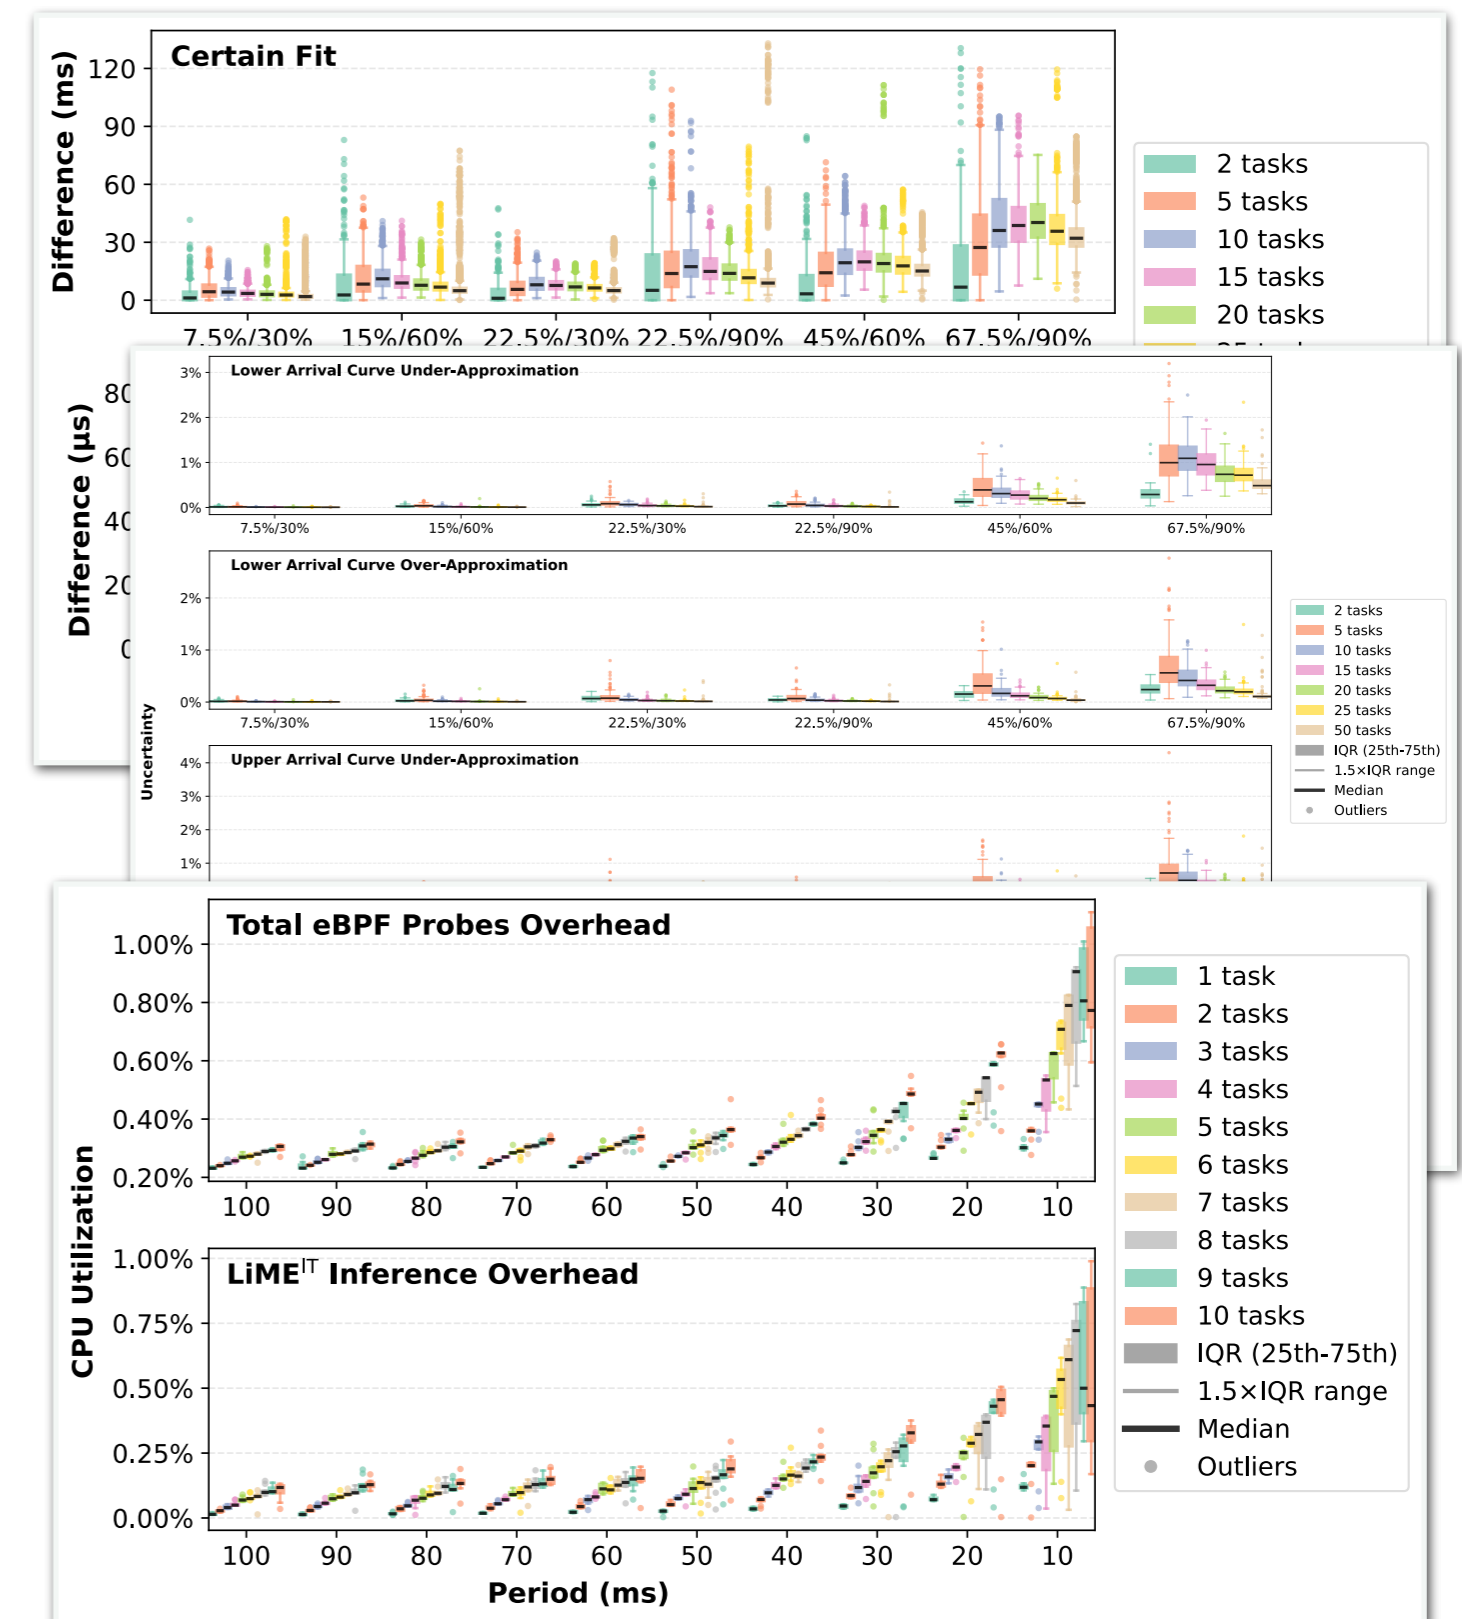 Certain Fit
Difference (ms)
120
90
60
30
0
7.5%/30% 15%/60% 22.5%/30% 22.5%/90% 45%/60% 67.5%/90%
2 tasks
5 tasks
10 tasks
15 tasks
20 tasks
Difference (µs)
80
60
40
20
0
Uncertainty
Lower Arrival Curve Under-Approximation
3%
2%
1%
0%
7.5%/30% 15%/60% 22.5%/30% 22.5%/90% 45%/60% 67.5%/90%
Lower Arrival Curve Over-Approximation
2%
1%
0%
7.5%/30% 15%/60% 22.5%/30% 22.5%/90% 45%/60% 67.5%/90%
Upper Arrival Curve Under-Approximation
4%
3%
2%
1%
2 tasks
5 tasks
10 tasks
15 tasks
20 tasks
25 tasks
50 tasks
IQR (25th-75th)
1.5×IQR range
Median
Outliers
CPU Utilization
Total eBPF Probes Overhead
1.00%
0.80%
0.60%
0.40%
0.20%
100 90 80 70 60 50 40 30 20 10
LiMEᴵᵀ Inference Overhead
1.00%
0.75%
0.50%
0.25%
0.00%
100 90 80 70 60 50 40 30 20 10
Period (ms)
1 task
2 tasks
3 tasks
4 tasks
5 tasks
6 tasks
7 tasks
8 tasks
9 tasks
10 tasks
IQR (25th-75th)
1.5×IQR range
Median
Outliers